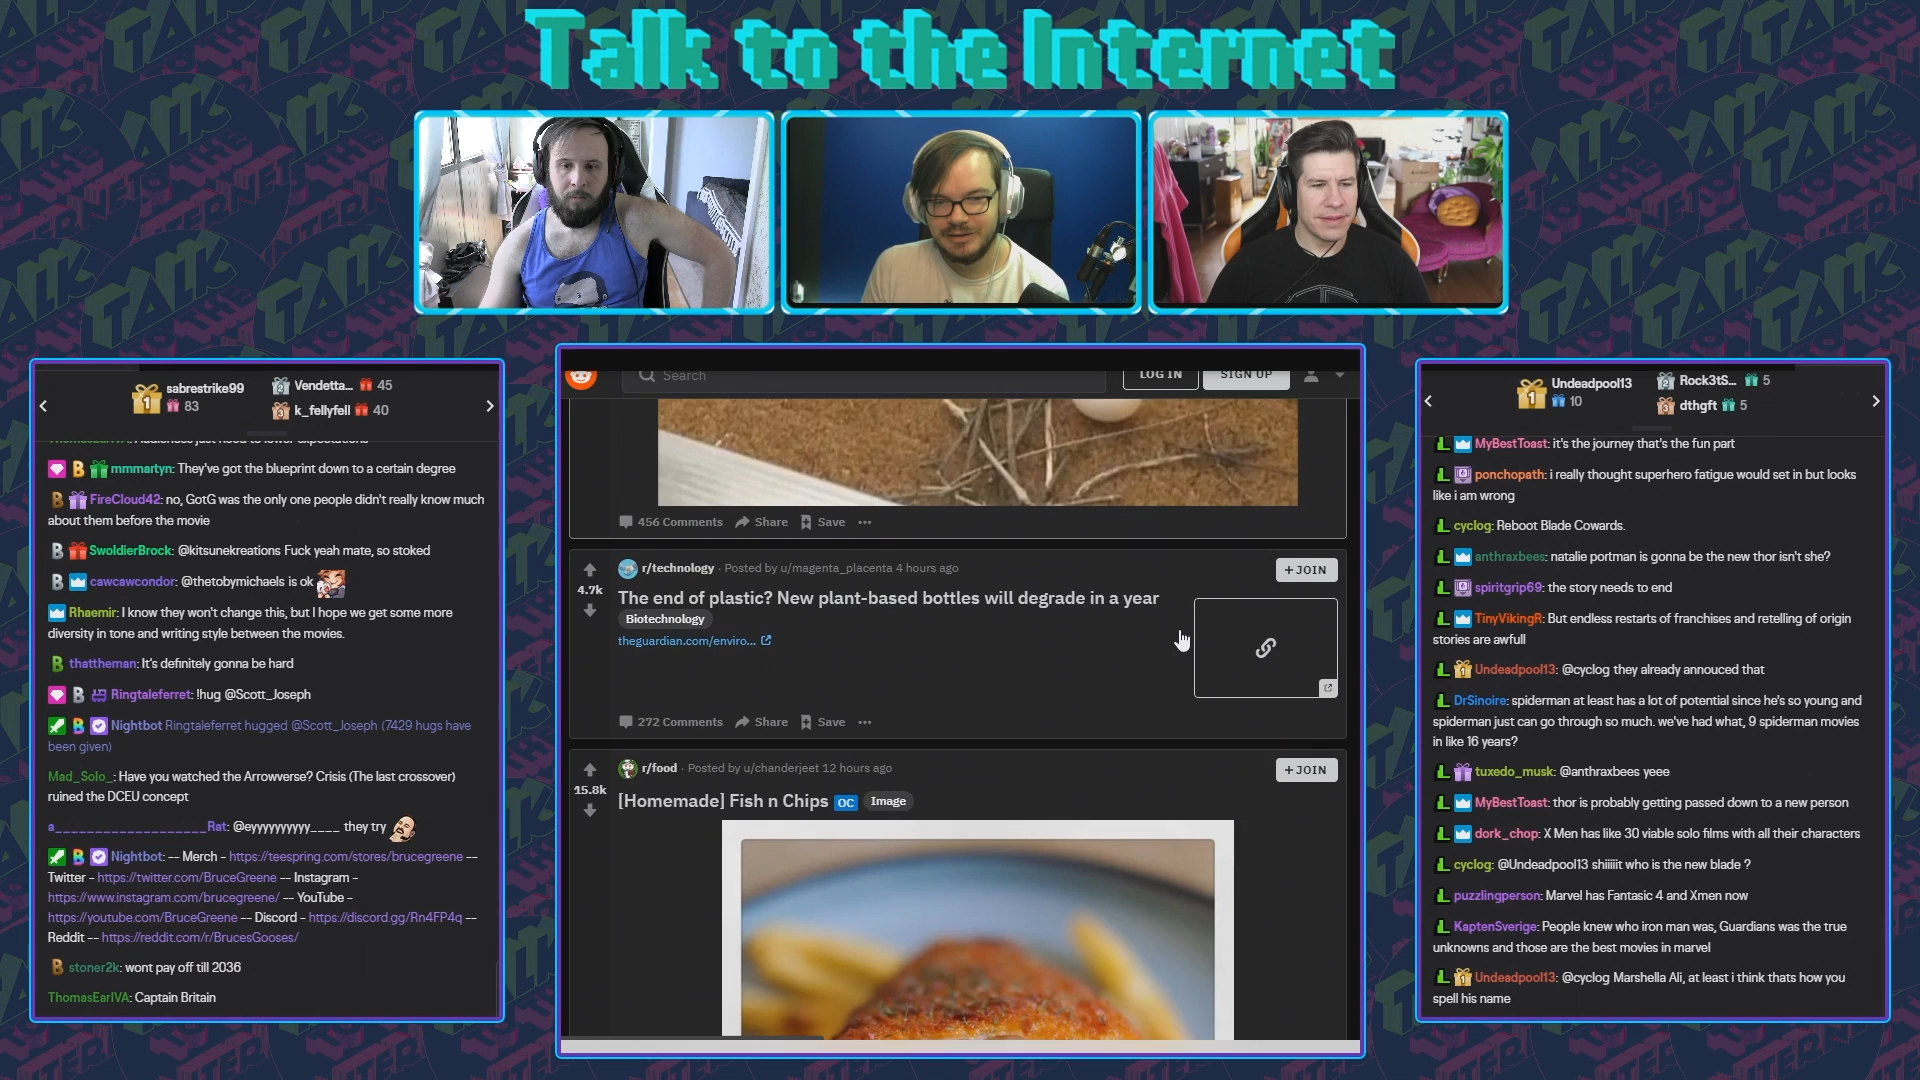 Talk to the Internet
sabrestrike99
83
Vendetta... 45
k_fellyfell 40
mmmartyn: They've got the blueprint down to a certain degree
FireCloud42: no, GotG was the only one people didn't really know much
about them before the movie
SwoldierBrock: @kitsunekreations Fuck yeah mate, so stoked
cawcawcondor: @thetobymichaels is ok
Rhaemir: I know they won't change this, but I hope we get some more
diversity in tone and writing style between the movies.
thattheman: It's definitely gonna be hard
Ringtaleferret: !hug @Scott_Joseph
Nightbot Ringtaleferret hugged @Scott_Joseph (7429 hugs have
been given)
Mad_Solo_: Have you watched the Arrowverse? Crisis (The last crossover)
ruined the DCEU concept
a___________________Rat: @eyyyyyyyyyy____ they try
Nightbot: -- Merch - https://teespring.com/stores/brucegreene --
Twitter - https://twitter.com/BruceGreene -- Instagram -
https://www.instagram.com/brucegreene/ -- YouTube -
https://youtube.com/BruceGreene -- Discord - https://discord.gg/Rn4FP4q --
Reddit -- https://reddit.com/r/BrucesGooses/
stoner2k: wont pay off till 2036
ThomasEarlVA: Captain Britain
Search
LOG IN
SIGN UP
456 Comments Share Save
r/technology · Posted by u/magenta_placenta 4 hours ago
+ JOIN
4.7k
The end of plastic? New plant-based bottles will degrade in a year
Biotechnology
theguardian.com/enviro...
272 Comments Share Save
r/food · Posted by u/chanderjeet 12 hours ago
+ JOIN
15.8k
[Homemade] Fish n Chips OC Image
Undeadpool13
10
Rock3tS... 5
dthgft 5
MyBestToast: it's the journey that's the fun part
ponchopath: i really thought superhero fatigue would set in but looks
like i am wrong
cyclog: Reboot Blade Cowards.
anthraxbees: natalie portman is gonna be the new thor isn't she?
spiritgrip69: the story needs to end
TinyVikingR: But endless restarts of franchises and retelling of origin
stories are awfull
Undeadpool13: @cyclog they already annouced that
DrSinoire: spiderman at least has a lot of potential since he's so young and
spiderman just can go through so much. we've had what, 9 spiderman movies
in like 16 years?
tuxedo_musk: @anthraxbees yeee
MyBestToast: thor is probably getting passed down to a new person
dork_chop: X Men has like 30 viable solo films with all their characters
cyclog: @Undeadpool13 shiiiiit who is the new blade ?
puzzlingperson: Marvel has Fantasic 4 and Xmen now
KaptenSverige: People knew who iron man was, Guardians was the true
unknowns and those are the best movies in marvel
Undeadpool13: @cyclog Marshella Ali, at least i think thats how you
spell his name